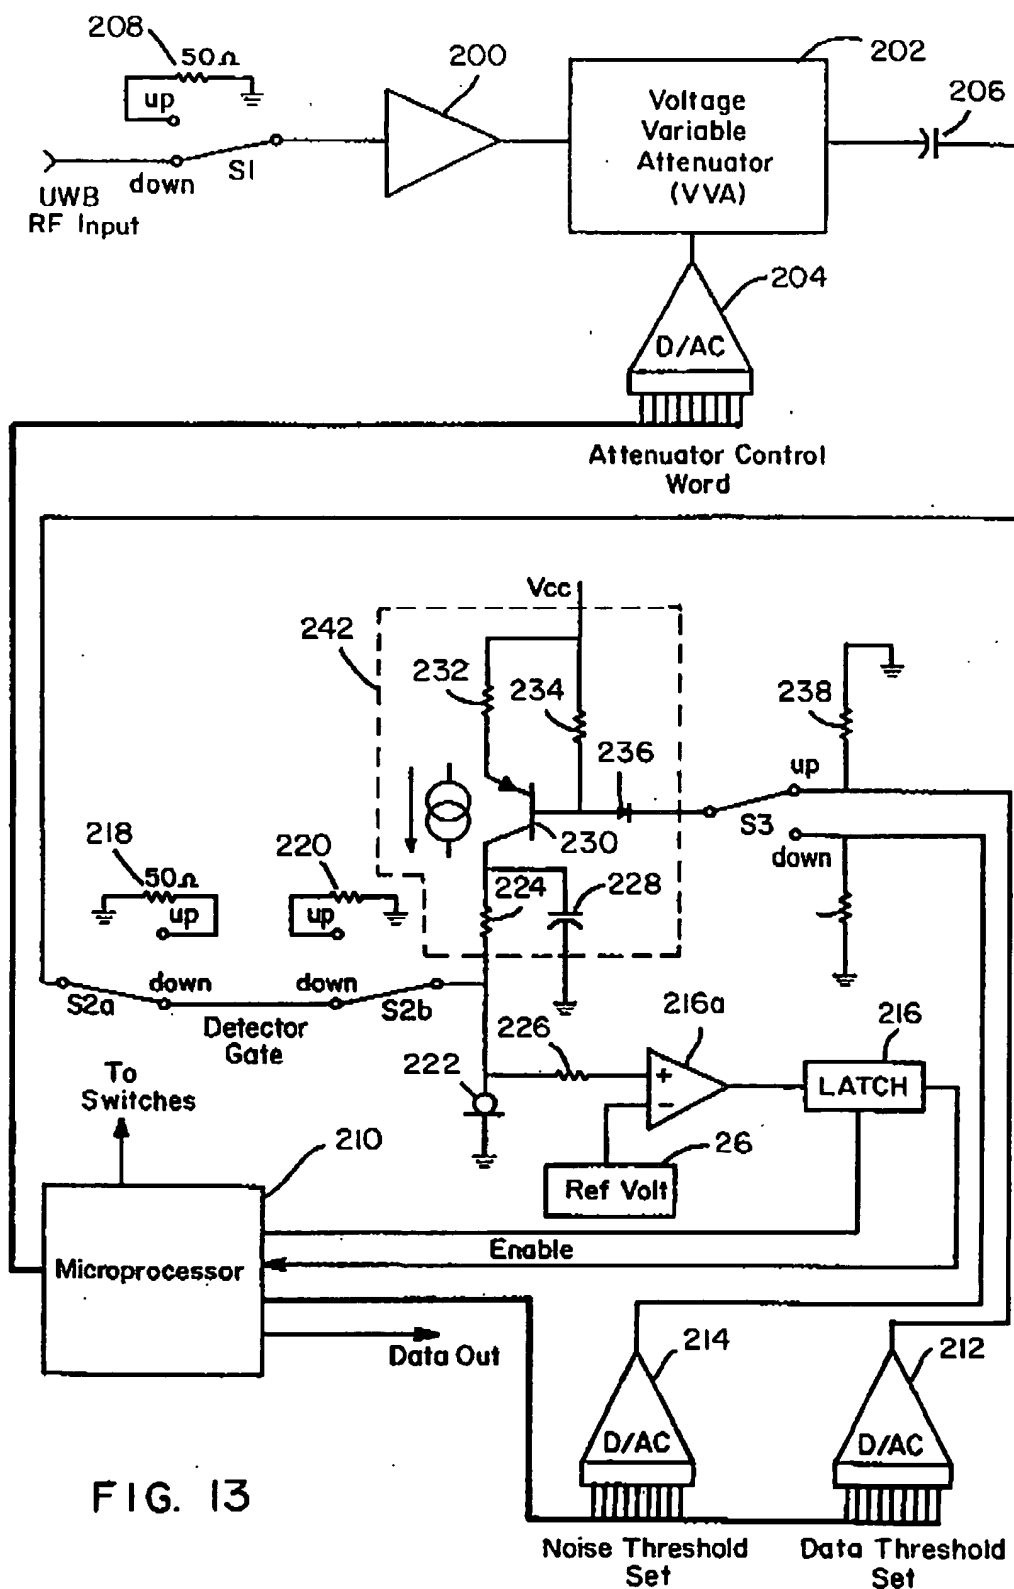 208
50Ω
up
200
202
206
Voltage
Variable
Attenuator
(VVA)
S1
down
UWB
RF Input
204
D/AC
Attenuator Control
Word
Vcc
242
232
234
238
236
up
S3
230
down
218
50Ω
up
220
up
224
228
down
down
S2a
S2b
Detector
Gate
216a
216
226
222
+
-
LATCH
To
Switches
210
26
Ref Volt
Enable
Microprocessor
Data Out
214
212
D/AC
D/AC
FIG. 13
Noise Threshold
Set
Data Threshold
Set